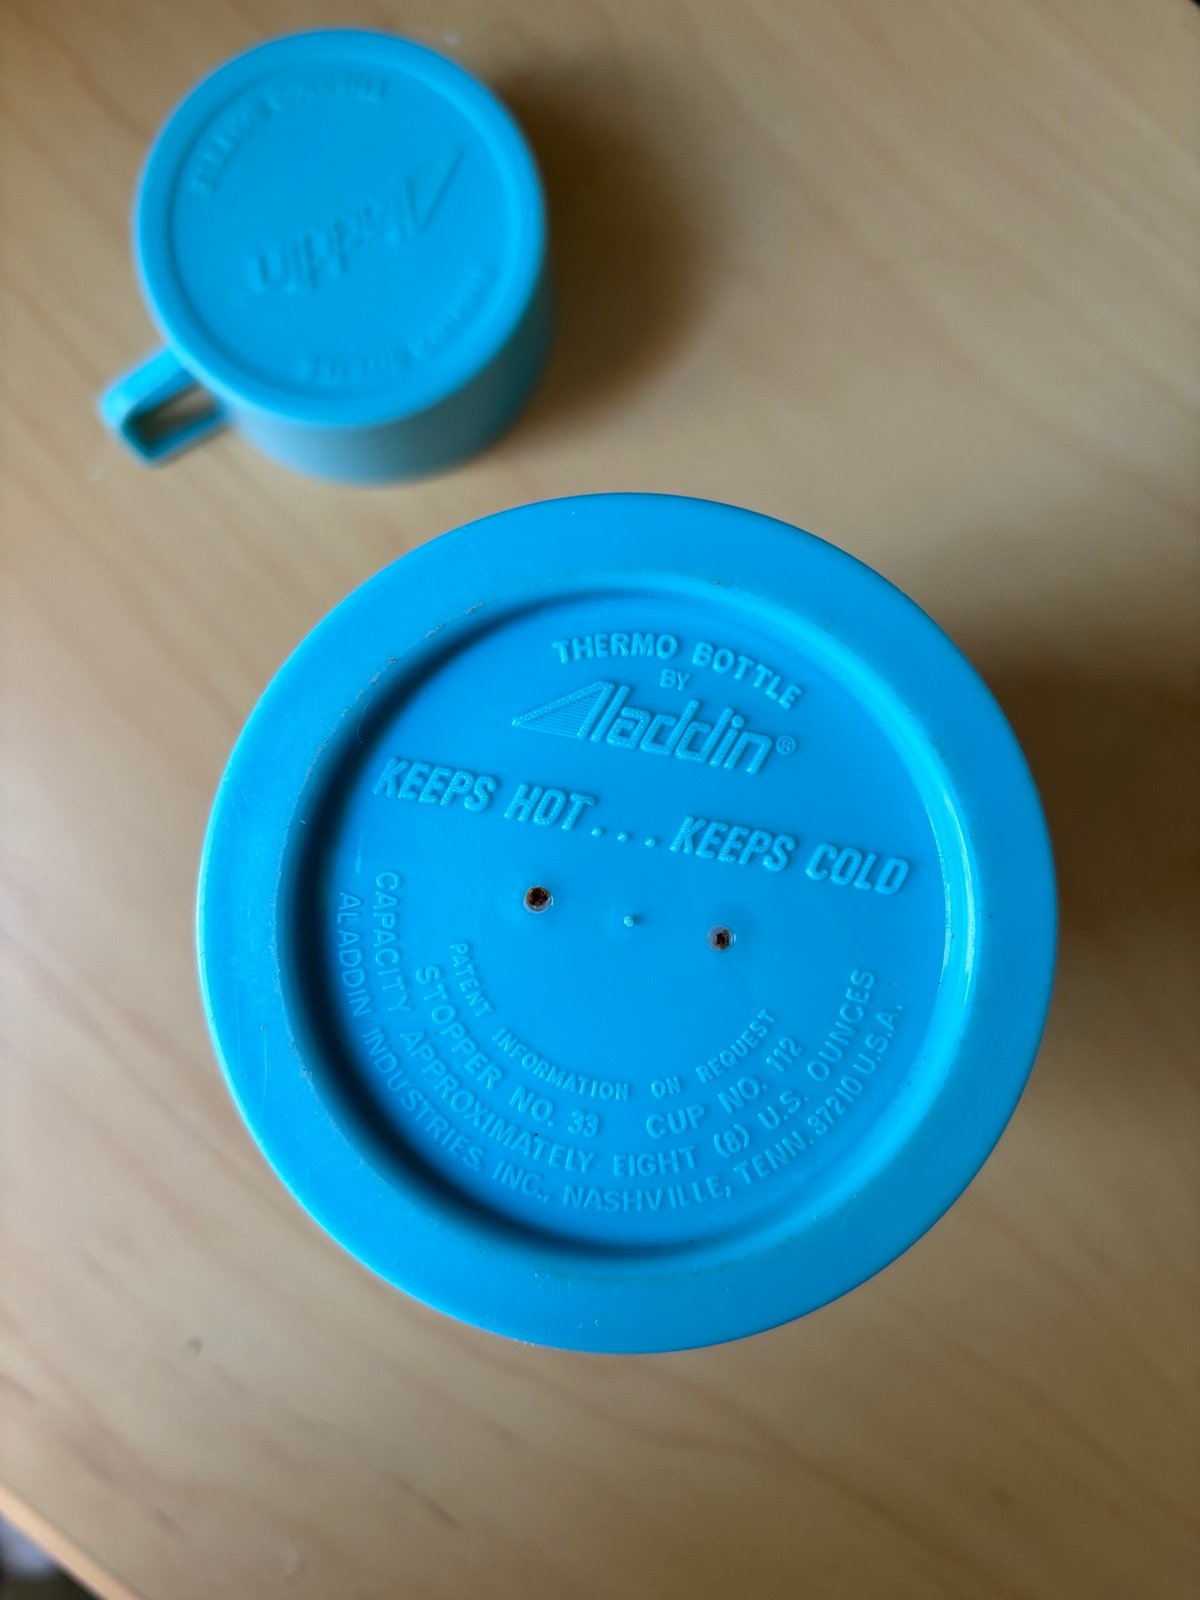 Aladdin
THERMO BOTTLE
BY
Aladdin®
KEEPS HOT... KEEPS COLD
PATENT INFORMATION ON REQUEST
STOPPER NO. 33 CUP NO. 112
CAPACITY APPROXIMATELY EIGHT (8) U.S. OUNCES
ALADDIN INDUSTRIES, INC., NASHVILLE, TENN. 37210 U.S.A.